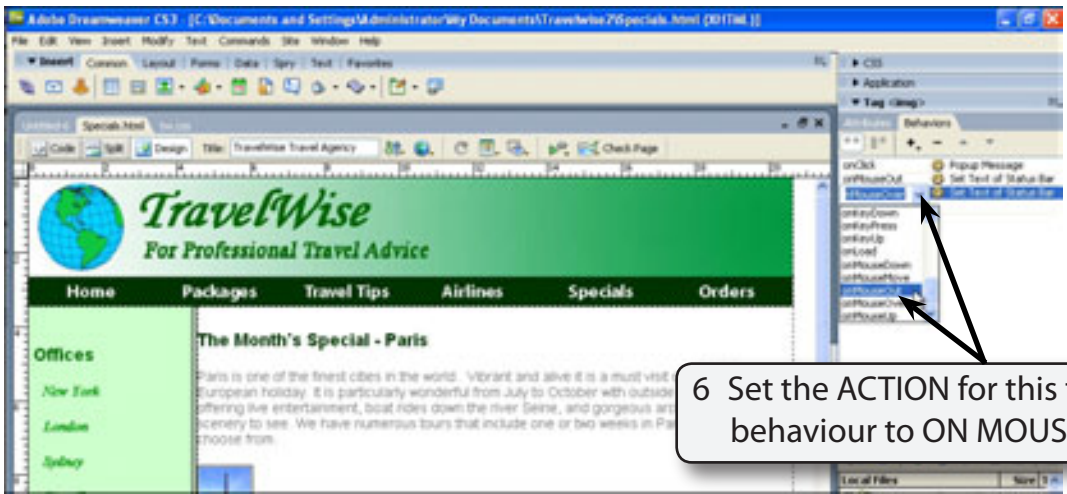 Adobe Dreamweaver CS3 - [C:\Documents and Settings\Administrator\My Documents\Travelwise2\Specials.html (XHTML)]
File Edit View Insert Modify Text Commands Site Window Help
Insert Common Layout Forms Data Spry Text Favorites
CSS
Application
Tag <img>
Specials.html
Attributes Behaviors
Code Split Design Title: TravelWise Travel Agency Check Page
onClick Popup Message
onMouseOut Set Text of Status Bar
onMouseOver Set Text of Status Bar
onKeyDown
onKeyPress
onKeyUp
onLoad
onMouseDown
onMouseMove
onMouseOut
onMouseOver
onMouseUp
TravelWise
For Professional Travel Advice
Home Packages Travel Tips Airlines Specials Orders
Offices
New York
London
Sydney
The Month's Special - Paris
Paris is one of the finest cities in the world. Vibrant and alive it is a must visit
European holiday. It is particularly wonderful from July to October with outside
offering live entertainment, boat rides down the river Seine, and gorgeous
scenery to see. We have numerous tours that include one or two weeks in
choose from.
6 Set the ACTION for this
behaviour to ON MOUS
Local Files Size